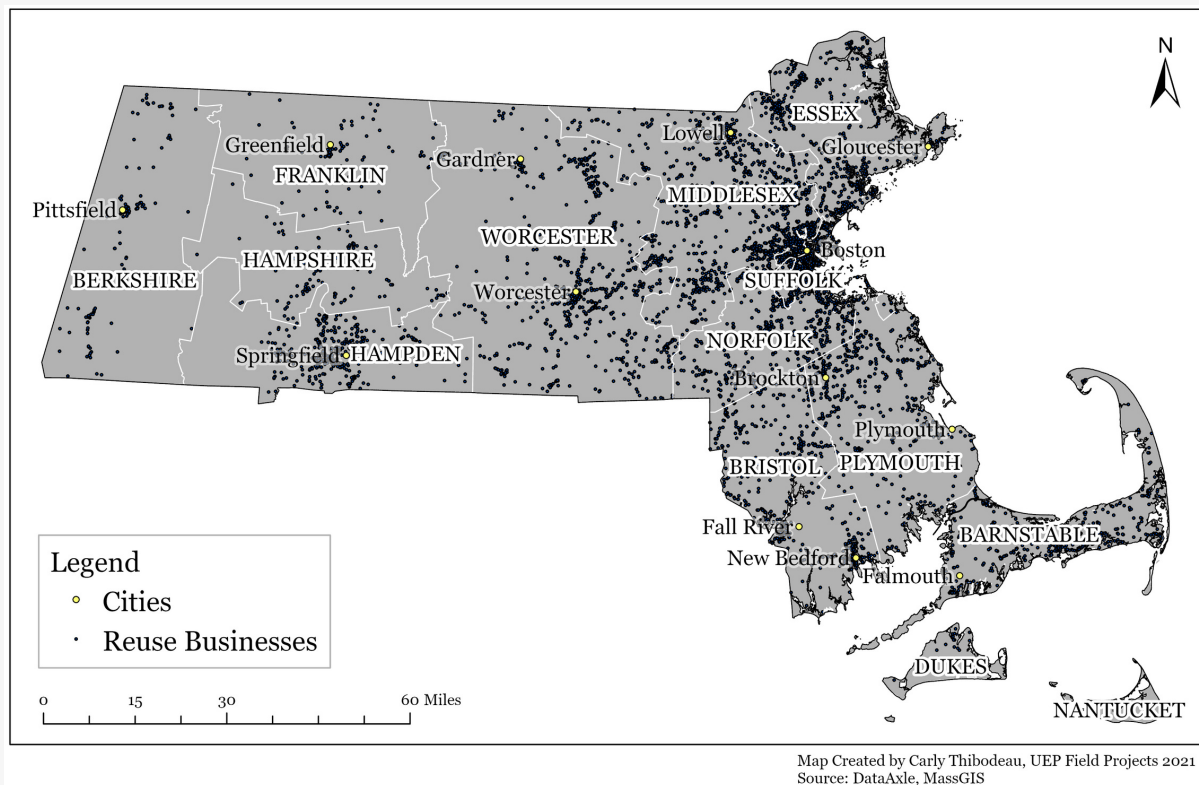 N
ESSEX
Lowell
Gloucester
Greenfield
Gardner
FRANKLIN
MIDDLESEX
Pittsfield
WORCESTER
Boston
HAMPSHIRE
BERKSHIRE
SUFFOLK
Worcester
NORFOLK
Springfield
HAMPDEN
Brockton
Plymouth
BRISTOL
PLYMOUTH
Fall River
BARNSTABLE
New Bedford
Falmouth
Legend
Cities
Reuse Businesses
DUKES
NANTUCKET
0 15 30 60 Miles
Map Created by Carly Thibodeau, UEP Field Projects 2021
Source: DataAxle, MassGIS